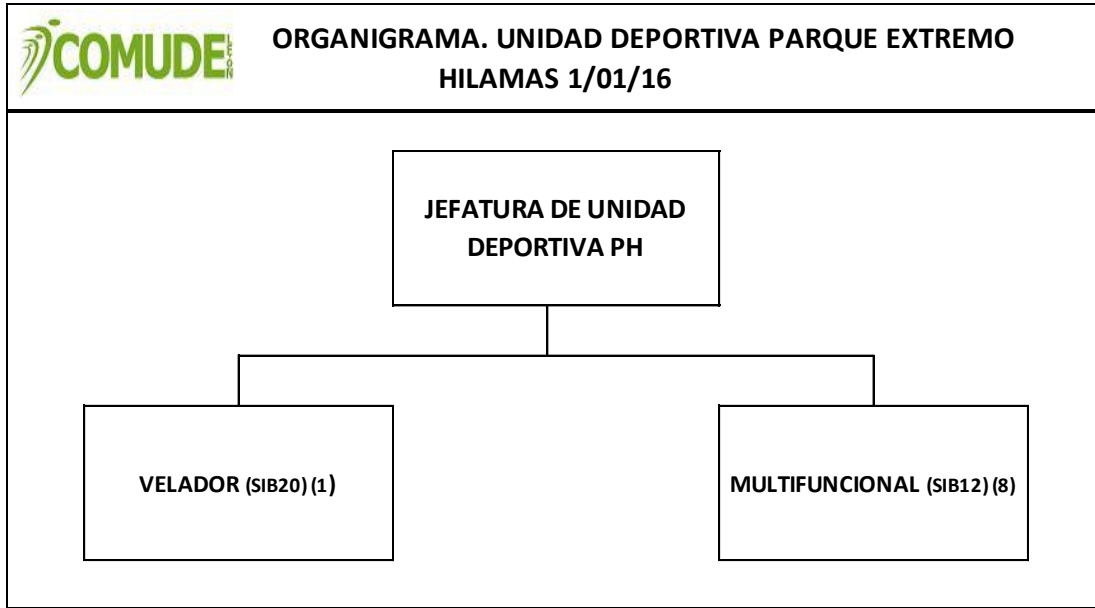 COMUDE LEON
ORGANIGRAMA. UNIDAD DEPORTIVA PARQUE EXTREMO
HILAMAS 1/01/16
JEFATURA DE UNIDAD
DEPORTIVA PH
VELADOR (SIB20) (1)
MULTIFUNCIONAL (SIB12) (8)